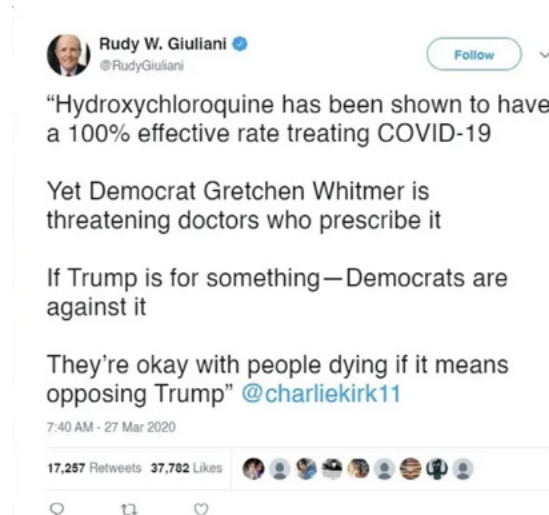 Rudy W. Giuliani
@RudyGiuliani
Follow
“Hydroxychloroquine has been shown to have
a 100% effective rate treating COVID-19
Yet Democrat Gretchen Whitmer is
threatening doctors who prescribe it
If Trump is for something—Democrats are
against it
They’re okay with people dying if it means
opposing Trump” @charliekirk11
7:40 AM - 27 Mar 2020
17,257 Retweets 37,782 Likes